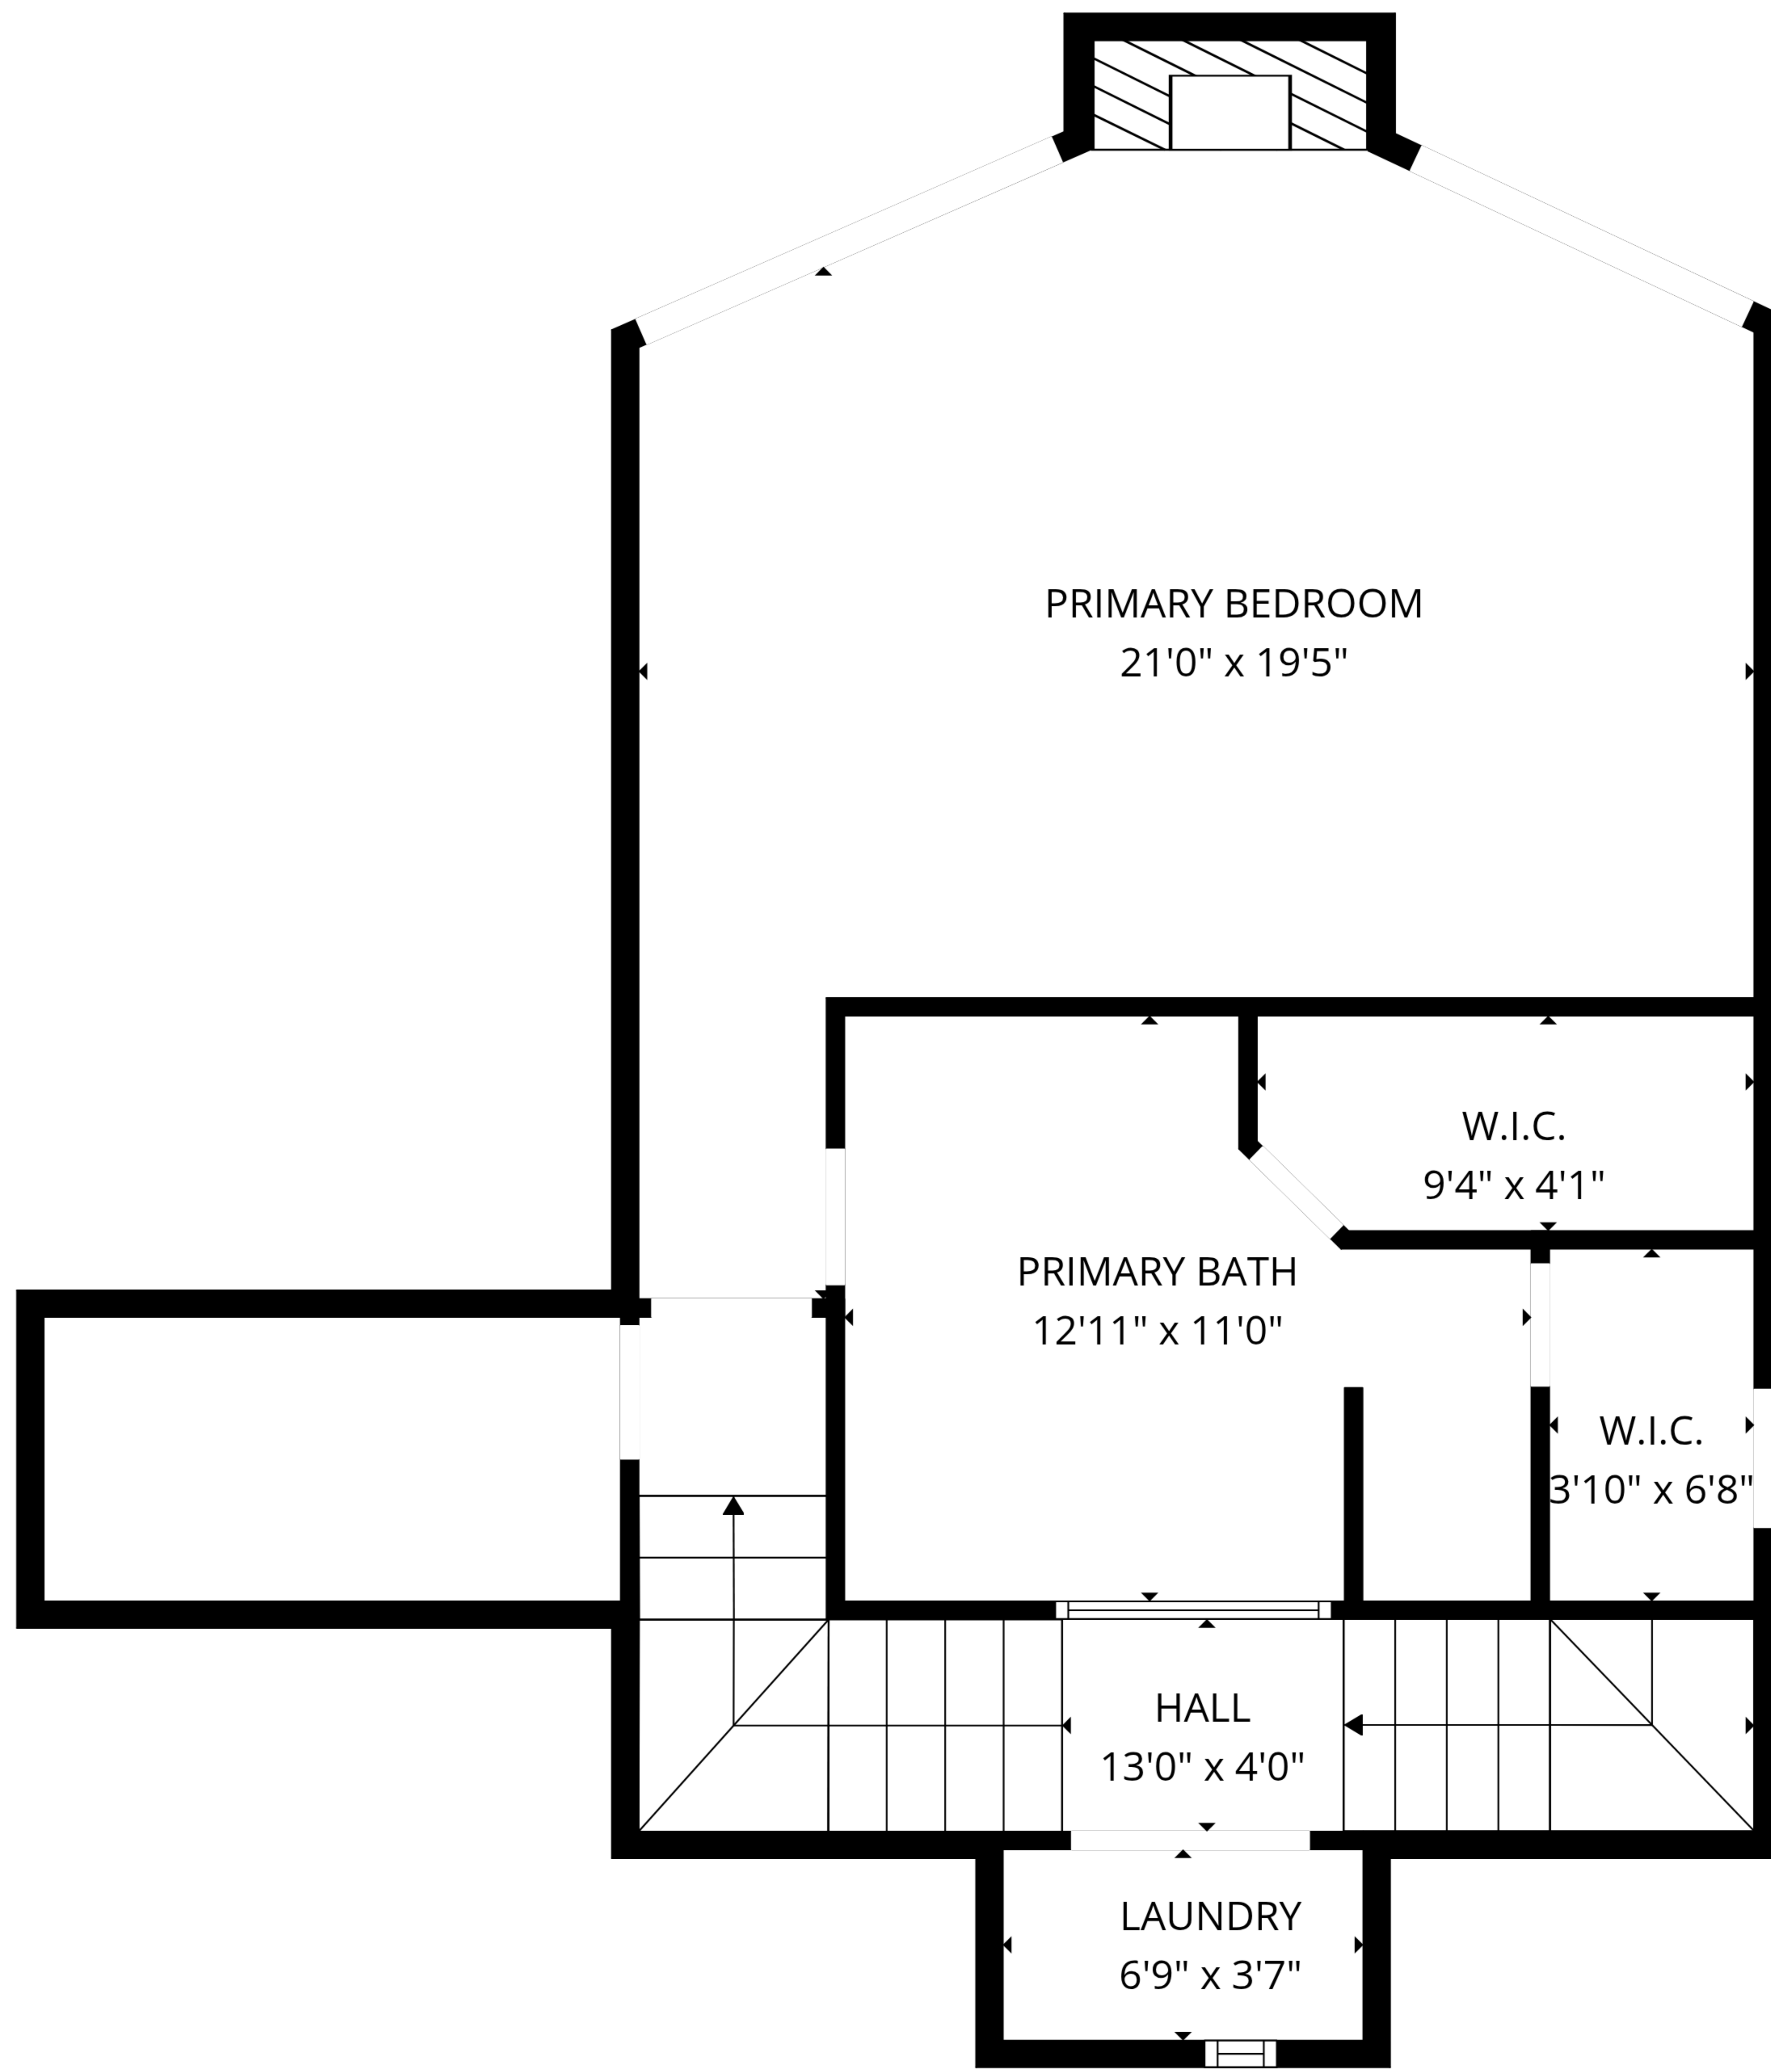 PRIMARY BEDROOM
21'0" x 19'5"
W.I.C.
9'4" x 4'1"
PRIMARY BATH
12'11" x 11'0"
W.I.C.
3'10" x 6'8"
HALL
13'0" x 4'0"
LAUNDRY
6'9" x 3'7"